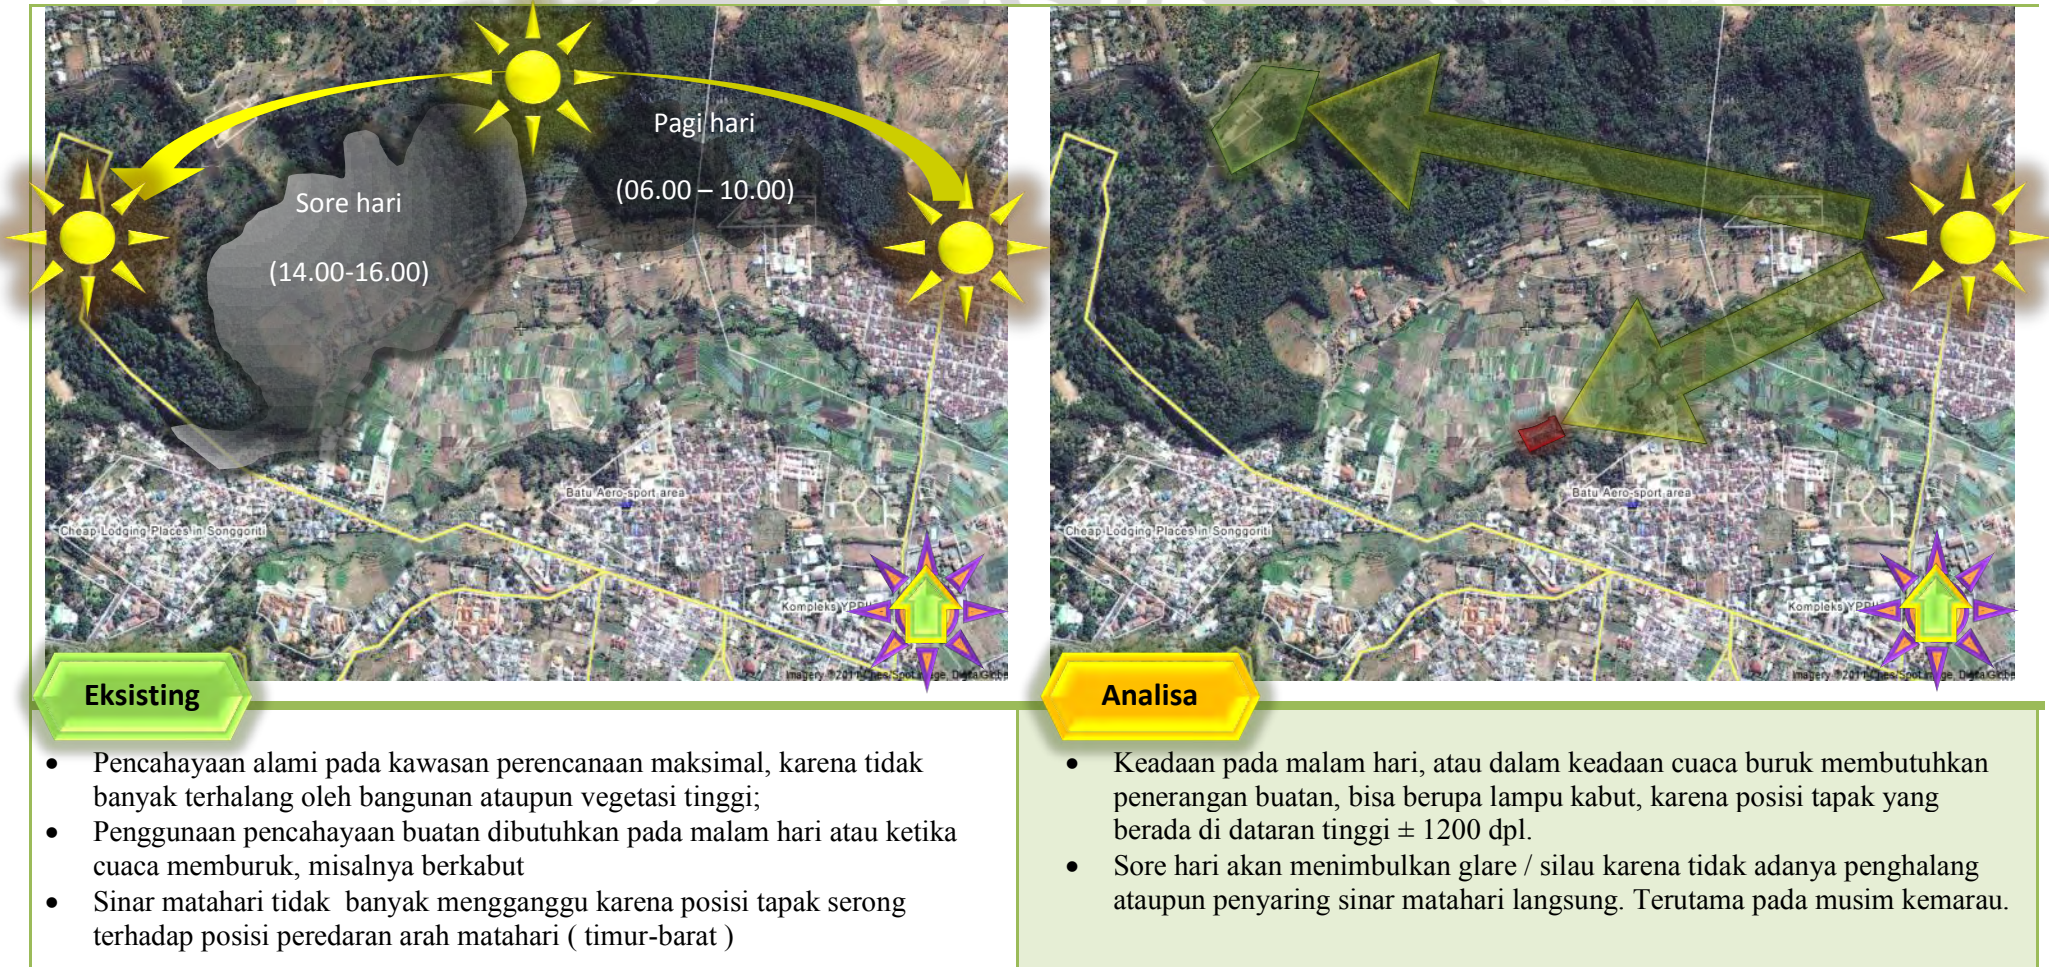 Pagi hari
(06.00 – 10.00)
Sore hari
(14.00-16.00)
Batu Aero-sport area
Cheap Lodging Places in Songgoriti
Kompleks
Batu Aero-sport area
Cheap Lodging Places in Songgoriti
Kompleks
Eksisting
• Pencahayaan alami pada kawasan perencanaan maksimal, karena tidak
banyak terhalang oleh bangunan ataupun vegetasi tinggi;
• Penggunaan pencahayaan buatan dibutuhkan pada malam hari atau ketika
cuaca memburuk, misalnya berkabut
• Sinar matahari tidak banyak mengganggu karena posisi tapak serong
terhadap posisi peredaran arah matahari ( timur-barat )
Analisa
• Keadaan pada malam hari, atau dalam keadaan cuaca buruk membutuhkan
penerangan buatan, bisa berupa lampu kabut, karena posisi tapak yang
berada di dataran tinggi ± 1200 dpl.
• Sore hari akan menimbulkan glare / silau karena tidak adanya penghalang
ataupun penyaring sinar matahari langsung. Terutama pada musim kemarau.